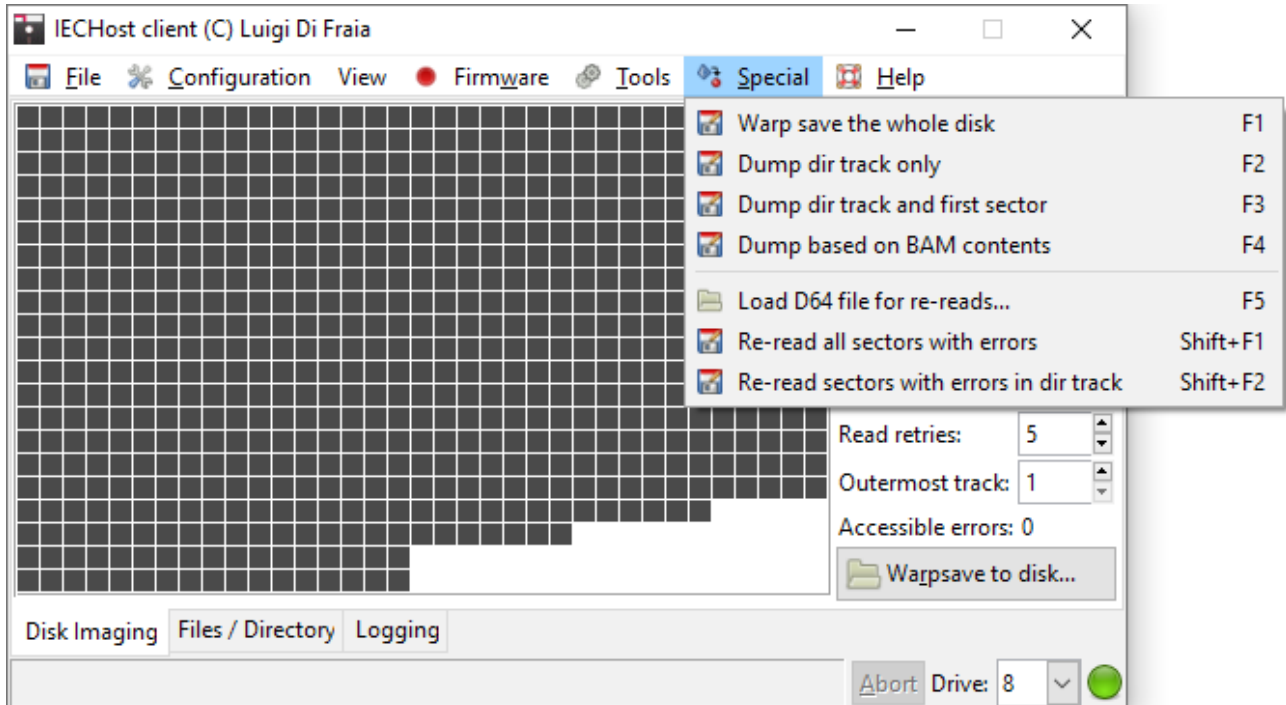 IECHost client (C) Luigi Di Fraia
File Configuration View Firmware Tools Special Help
Warp save the whole disk F1
Dump dir track only F2
Dump dir track and first sector F3
Dump based on BAM contents F4
Load D64 file for re-reads... F5
Re-read all sectors with errors Shift+F1
Re-read sectors with errors in dir track Shift+F2
Read retries: 5
Outermost track: 1
Accessible errors: 0
Warpsave to disk...
Disk Imaging Files / Directory Logging
Abort Drive: 8